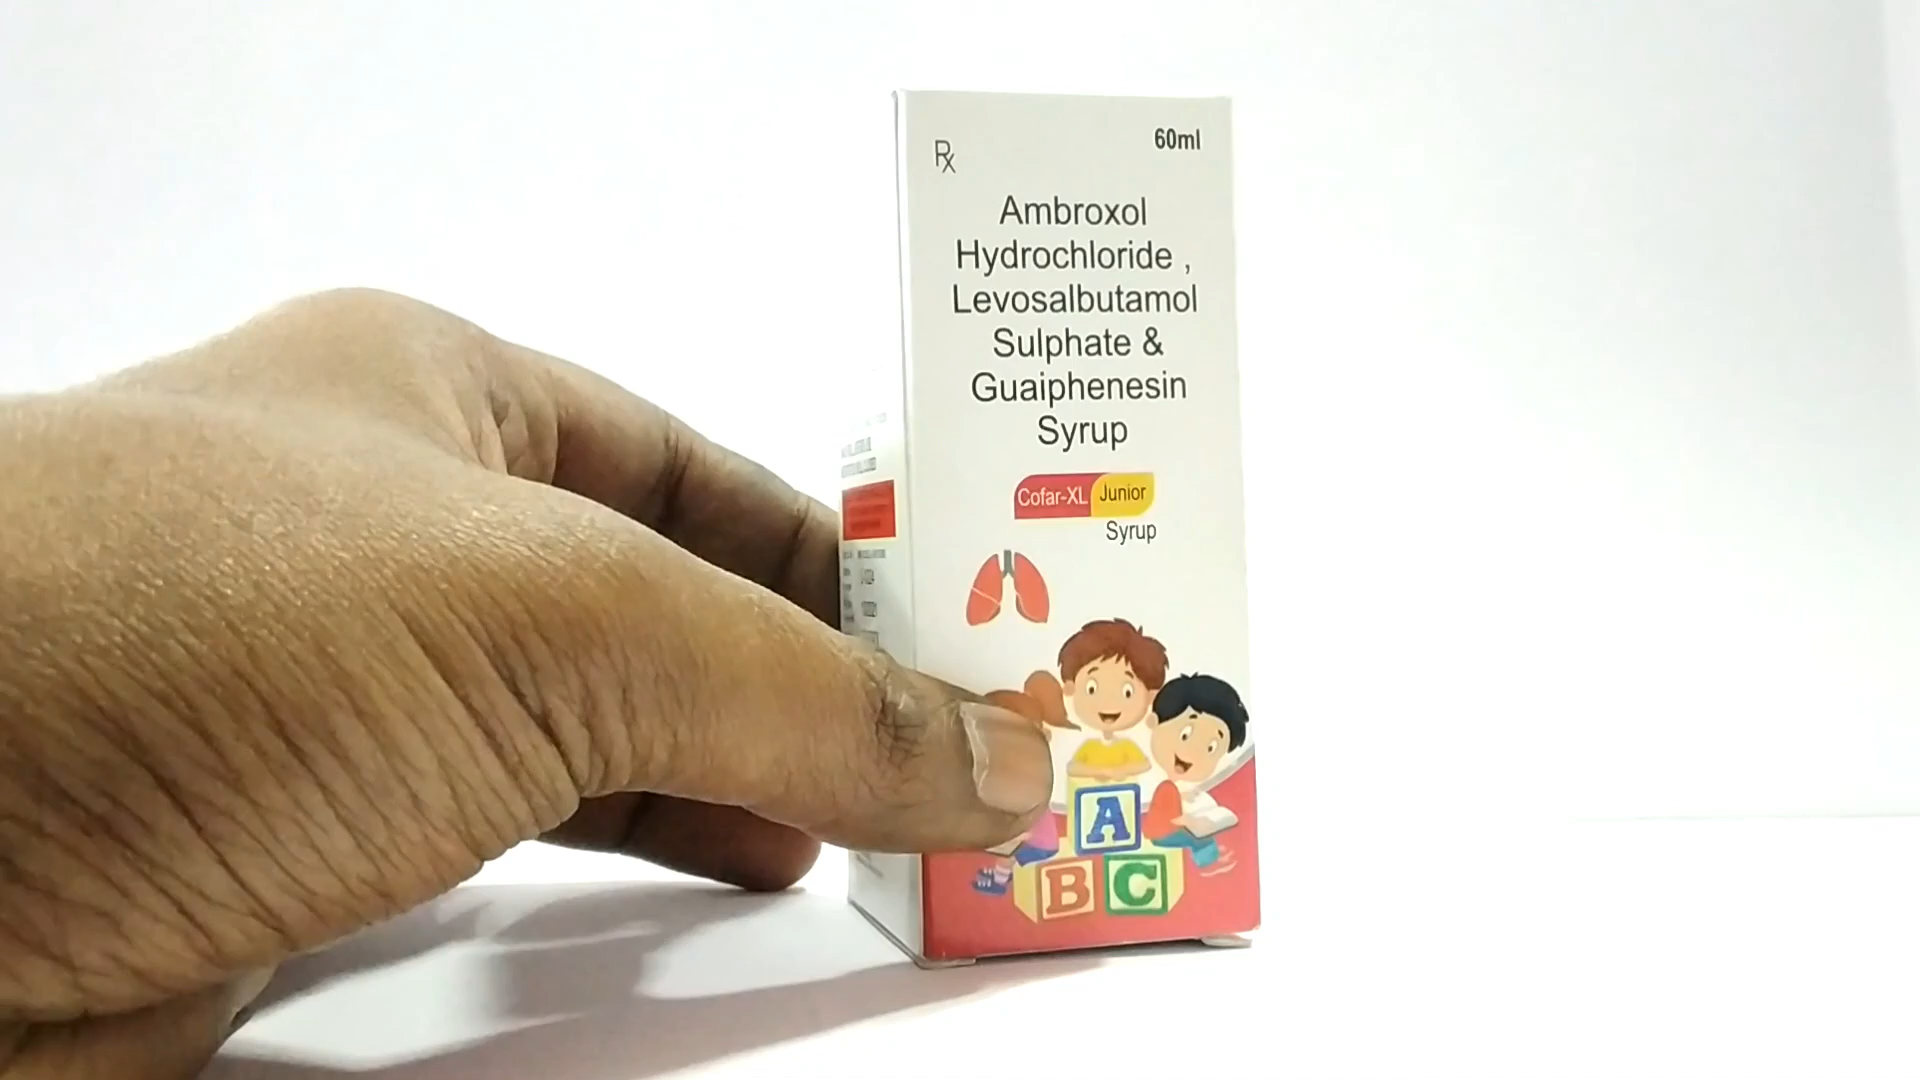 Rx
60ml
Ambroxol
Hydrochloride ,
Levosalbutamol
Sulphate &
Guaiphenesin
Syrup
Cofar-XL Junior
Syrup
A
B C